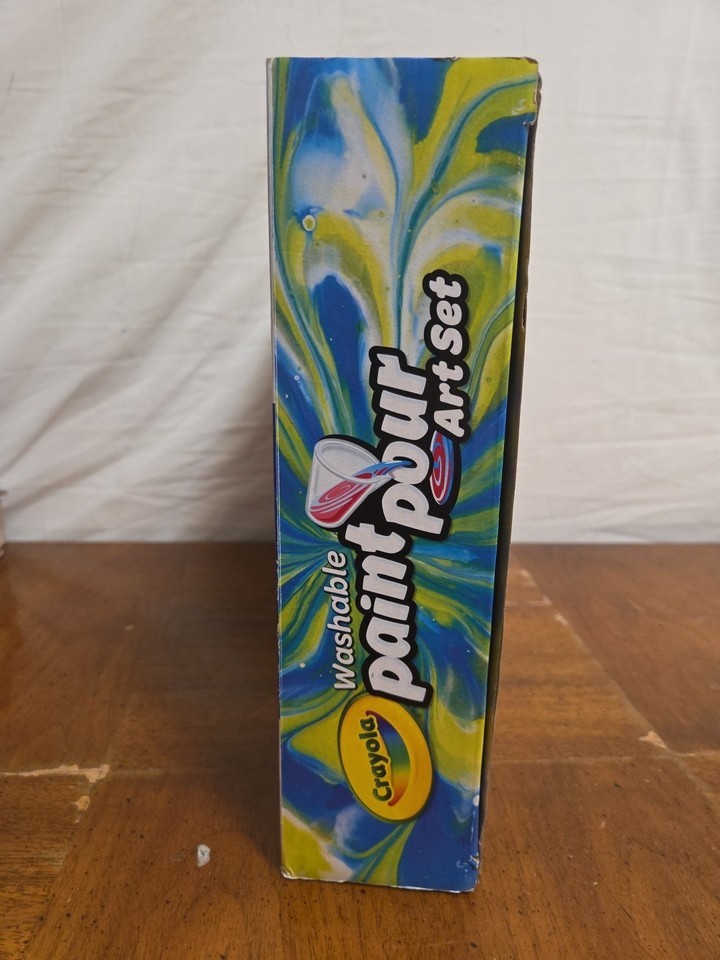 Crayola
Washable
paint pour
Art Set